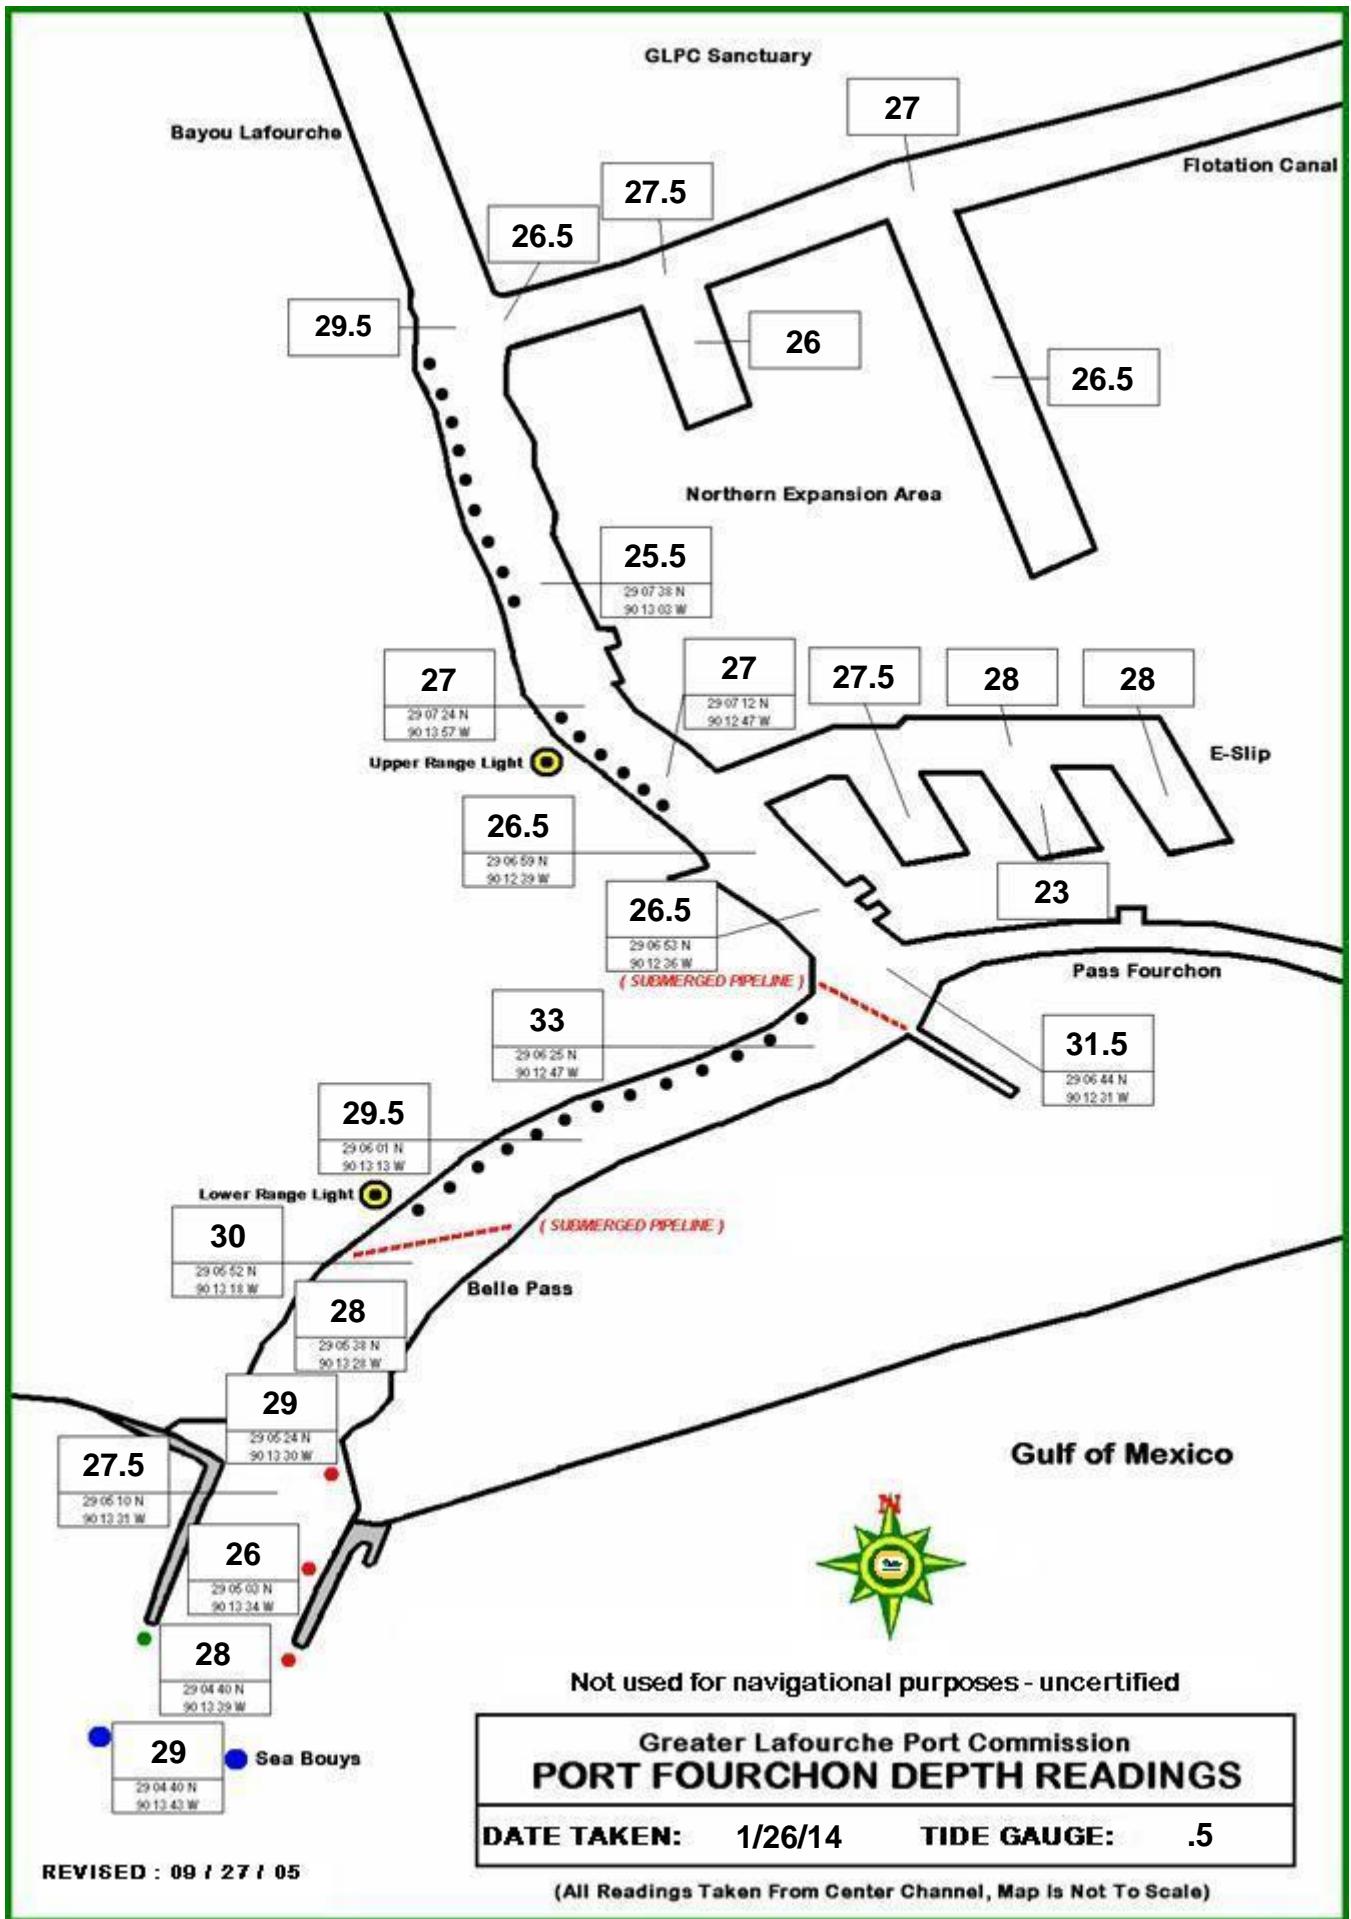 GLPC Sanctuary
27
Bayou Lafourche
Flotation Canal
27.5
26.5
29.5
26
26.5
Northern Expansion Area
25.5
29 07 38 N
90 13 03 W
27
29 07 24 N
90 13 57 W
27
29 07 12 N
90 12 47 W
27.5
28
28
E-Slip
Upper Range Light
26.5
29 06 59 N
90 12 39 W
23
26.5
29 06 53 N
90 12 36 W
Pass Fourchon
( SUBMERGED PIPELINE )
33
29 06 25 N
90 12 47 W
31.5
29 06 44 N
90 12 31 W
29.5
29 06 01 N
90 13 13 W
Lower Range Light
30
29 05 52 N
90 13 18 W
( SUBMERGED PIPELINE )
Belle Pass
28
29 05 38 N
90 13 28 W
29
29 05 24 N
90 13 30 W
Gulf of Mexico
27.5
29 05 10 N
90 13 31 W
N
26
29 05 03 N
90 13 34 W
28
29 04 40 N
90 13 39 W
Not used for navigational purposes - uncertified
29
29 04 40 N
90 13 43 W
Sea Bouys
Greater Lafourche Port Commission
PORT FOURCHON DEPTH READINGS
DATE TAKEN: 1/26/14 TIDE GAUGE: .5
REVISED : 09 / 27 / 05
(All Readings Taken From Center Channel, Map Is Not To Scale)